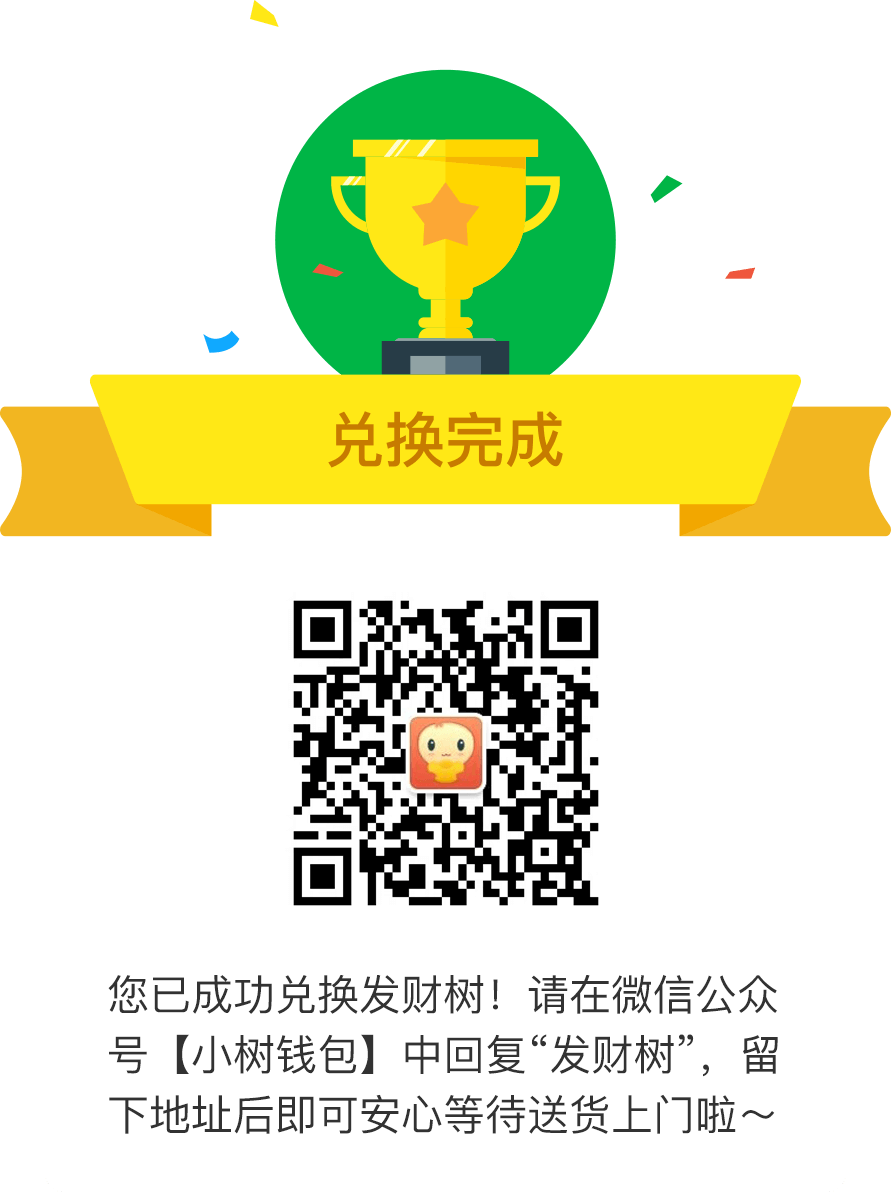 兑换完成
您已成功兑换发财树！请在微信公众
号【小树钱包】中回复“发财树”，留
下地址后即可安心等待送货上门啦～